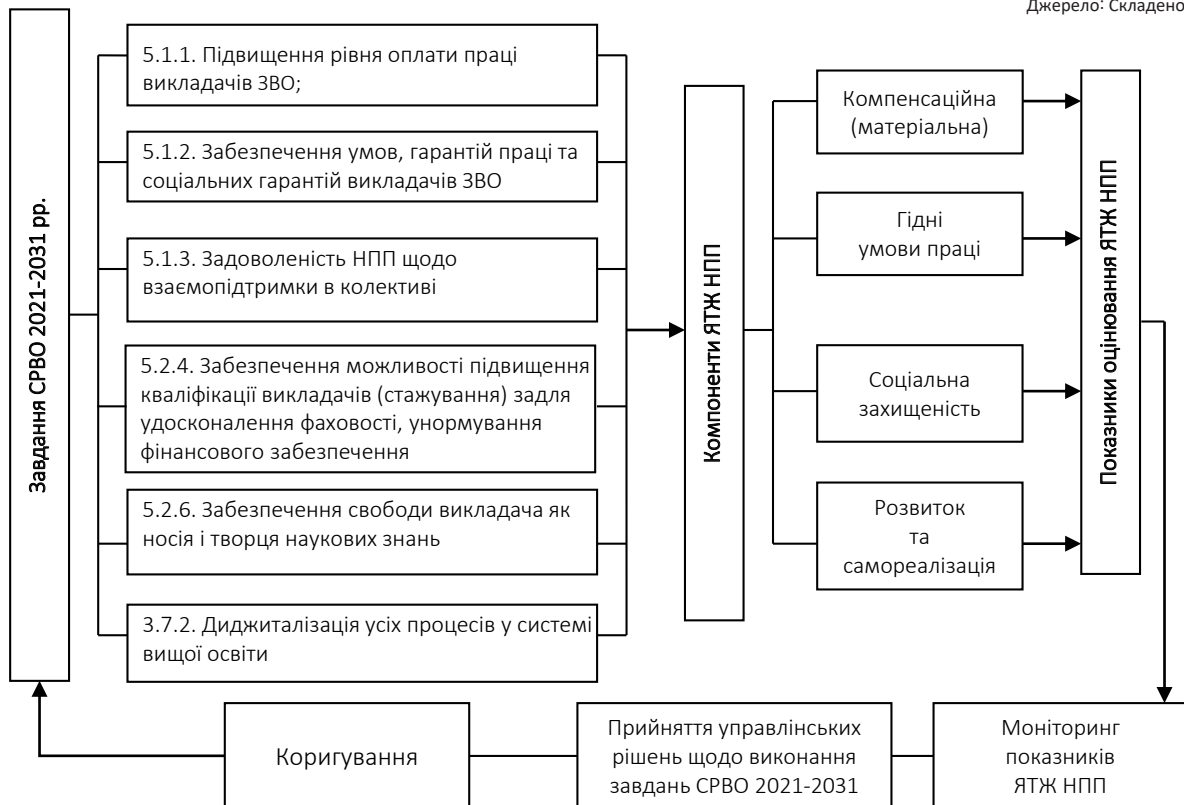 Джерело: Складено
Завдання СРВО 2021-2031 рр.
5.1.1. Підвищення рівня оплати праці
викладачів ЗВО;
5.1.2. Забезпечення умов, гарантій праці та
соціальних гарантій викладачів ЗВО
5.1.3. Задоволеність НПП щодо
взаємопідтримки в колективі
5.2.4. Забезпечення можливості підвищення
кваліфікації викладачів (стажування) задля
удосконалення фаховості, унормування
фінансового забезпечення
5.2.6. Забезпечення свободи викладача як
носія і творця наукових знань
3.7.2. Диджиталізація усіх процесів у системі
вищої освіти
Компоненти ЯТЖ НПП
Компенсаційна
(матеріальна)
Гідні
умови праці
Соціальна
захищеність
Розвиток
та
самореалізація
Показники оцінювання ЯТЖ НПП
Коригування
Прийняття управлінських
рішень щодо виконання
завдань СРВО 2021-2031
Моніторинг
показників
ЯТЖ НПП